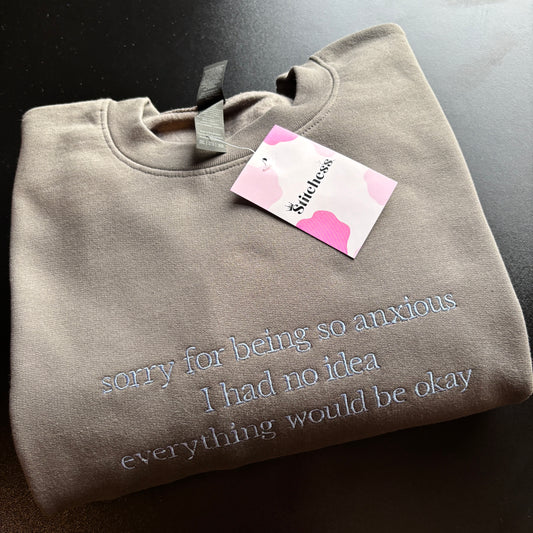 Stitchess
sorry for being so anxious
I had no idea
everything would be okay